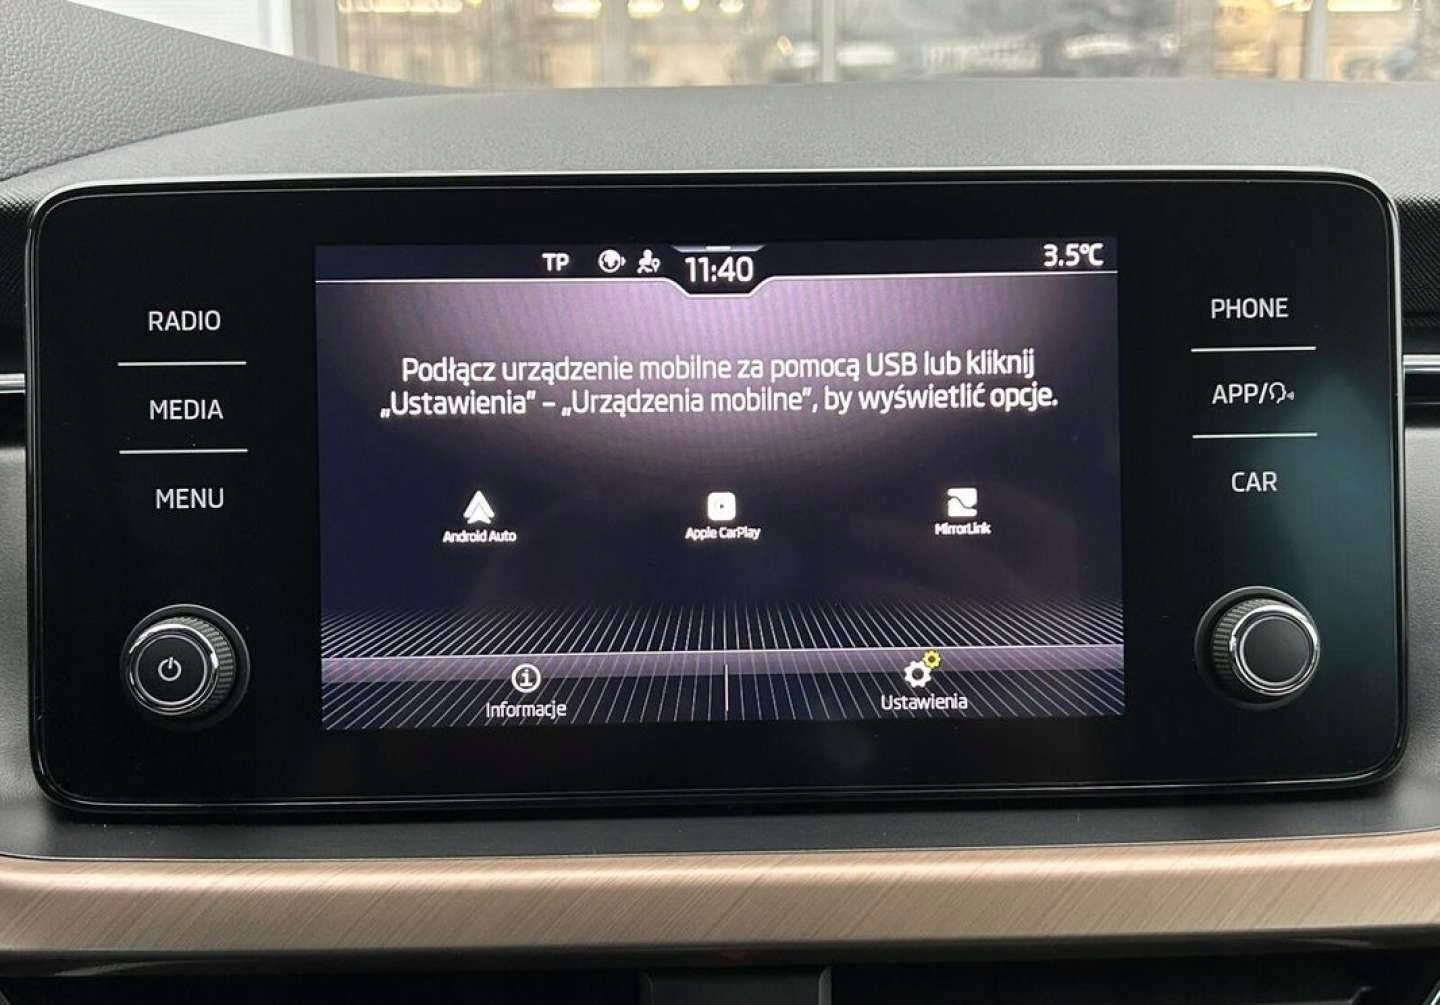 TP
11:40
3.5°C
RADIO
MEDIA
MENU
Podłącz urządzenie mobilne za pomocą USB lub kliknij
„Ustawienia” – „Urządzenia mobilne”, by wyświetlić opcje.
Android Auto
Apple CarPlay
MirrorLink
Informacje
Ustawienia
PHONE
APP/
CAR